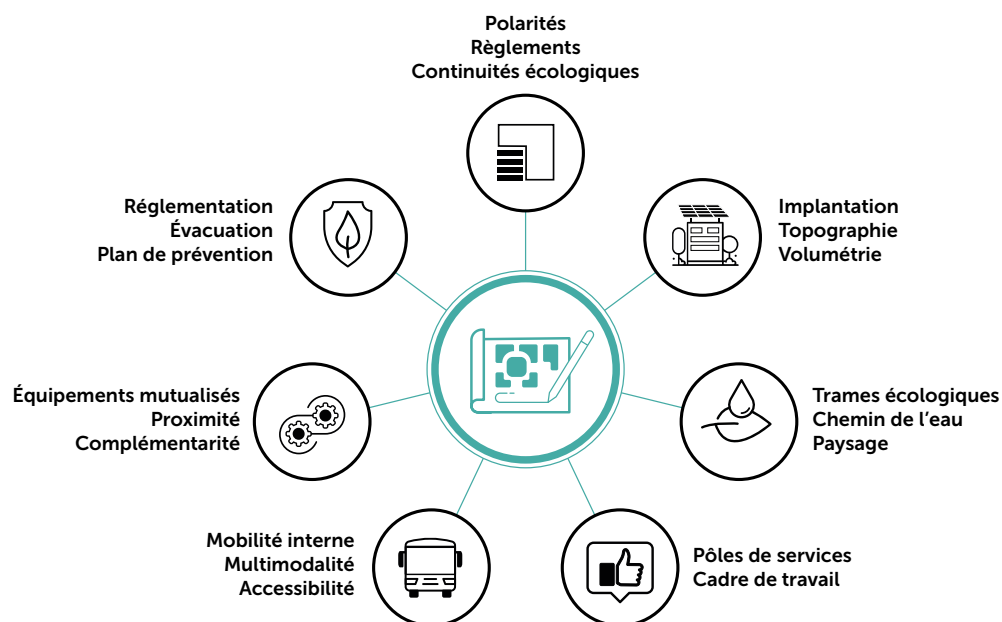 Polarités
Règlements
Continuités écologiques
Réglementation
Évacuation
Plan de prévention
Implantation
Topographie
Volumétrie
Équipements mutualisés
Proximité
Complémentarité
Trames écologiques
Chemin de l’eau
Paysage
Mobilité interne
Multimodalité
Accessibilité
Pôles de services
Cadre de travail